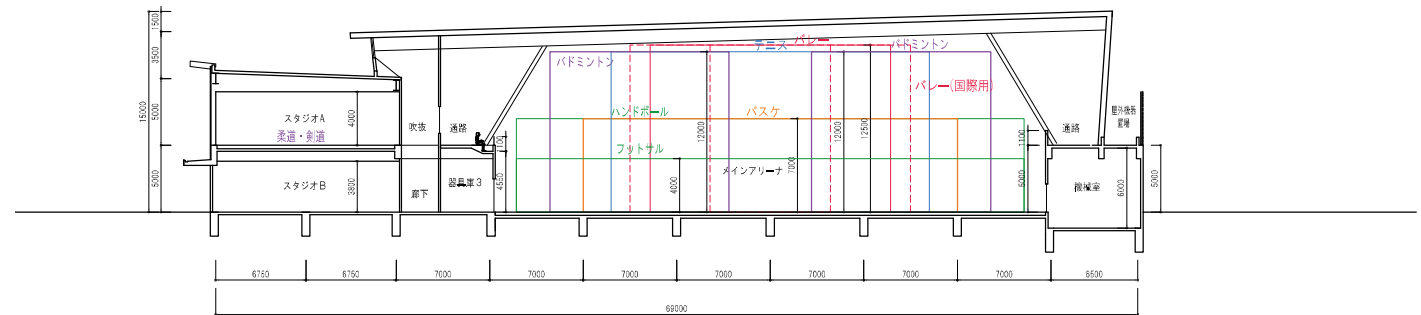 テニス
バレー
バドミントン
バドミントン
バレー(国際用)
1500
3500
15000
5000
5000
スタジオA
柔道・剣道
4000
吹抜
通路
1100
ハンドボール
バスケ
フットサル
12000
12000
12500
7000
メインアリーナ
4000
通路
屋外機器
置場
1100
スタジオB
3800
廊下
器具庫3
4550
5000
機械室
6000
5000
6750
6750
7000
7000
7000
7000
7000
7000
7000
6500
69000